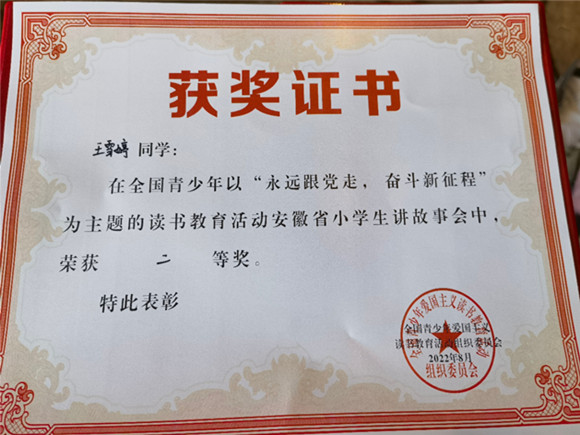 获奖证书
王雪婷 同学：
在全国青少年以“永远跟党走，奋斗新征程”
为主题的读书教育活动安徽省小学生讲故事会中，
荣获 二 等奖。
特此表彰
全国青少年爱国主义
读书教育活动组织委员会
2022年8月
组织委员会